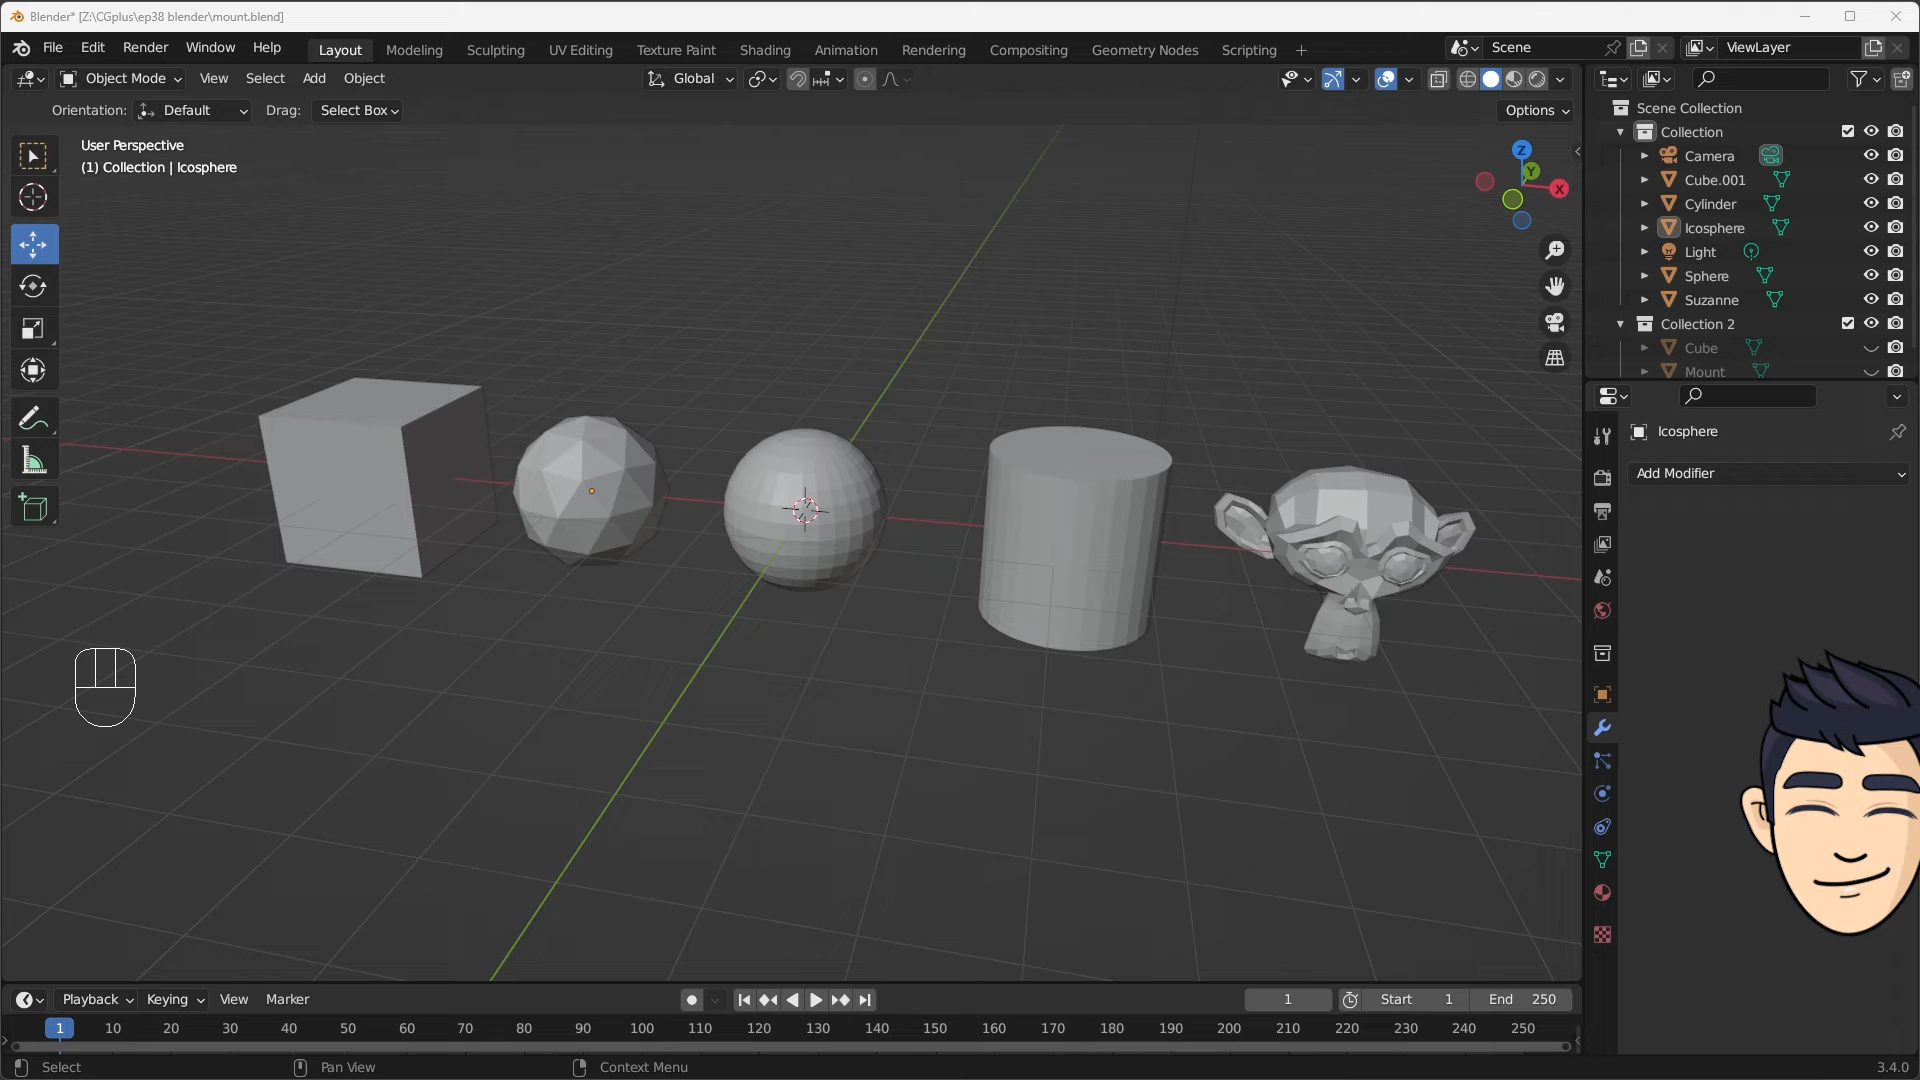 Blender* [Z:\CGplus\ep38 blender\mount.blend]
File Edit Render Window Help Layout Modeling Sculpting UV Editing Texture Paint Shading Animation Rendering Compositing Geometry Nodes Scripting + Scene ViewLayer
Object Mode View Select Add Object Global
Orientation: Default Drag: Select Box Options
User Perspective
(1) Collection | Icosphere
Z
Y
X
Scene Collection
Collection
Camera
Cube.001
Cylinder
Icosphere
Light
Sphere
Suzanne
Collection 2
Cube
Mount
Icosphere
Add Modifier
Playback Keying View Marker 1 Start 1 End 250
1 10 20 30 40 50 60 70 80 90 100 110 120 130 140 150 160 170 180 190 200 210 220 230 240 250
Select Pan View Context Menu 3.4.0